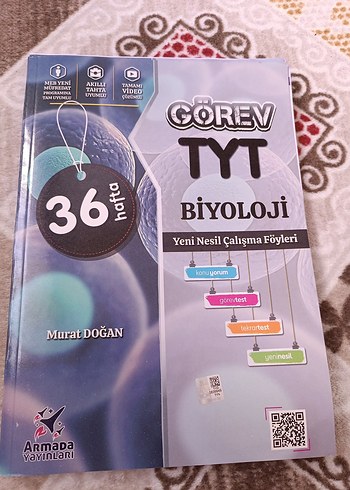 MEB YENİ
MÜFREDAT
PROGRAMINA
TAM UYUMLU
AKILLI
TAHTA
UYUMLU
TAMAMI
VİDEO
ÇÖZÜMLÜ
GÖREV
TYT
BİYOLOJİ
Yeni Nesil Çalışma Föyleri
36
hafta
konuyorum
görevtest
tekrartest
yeninesil
Murat DOĞAN
Armada
YAYINLARI